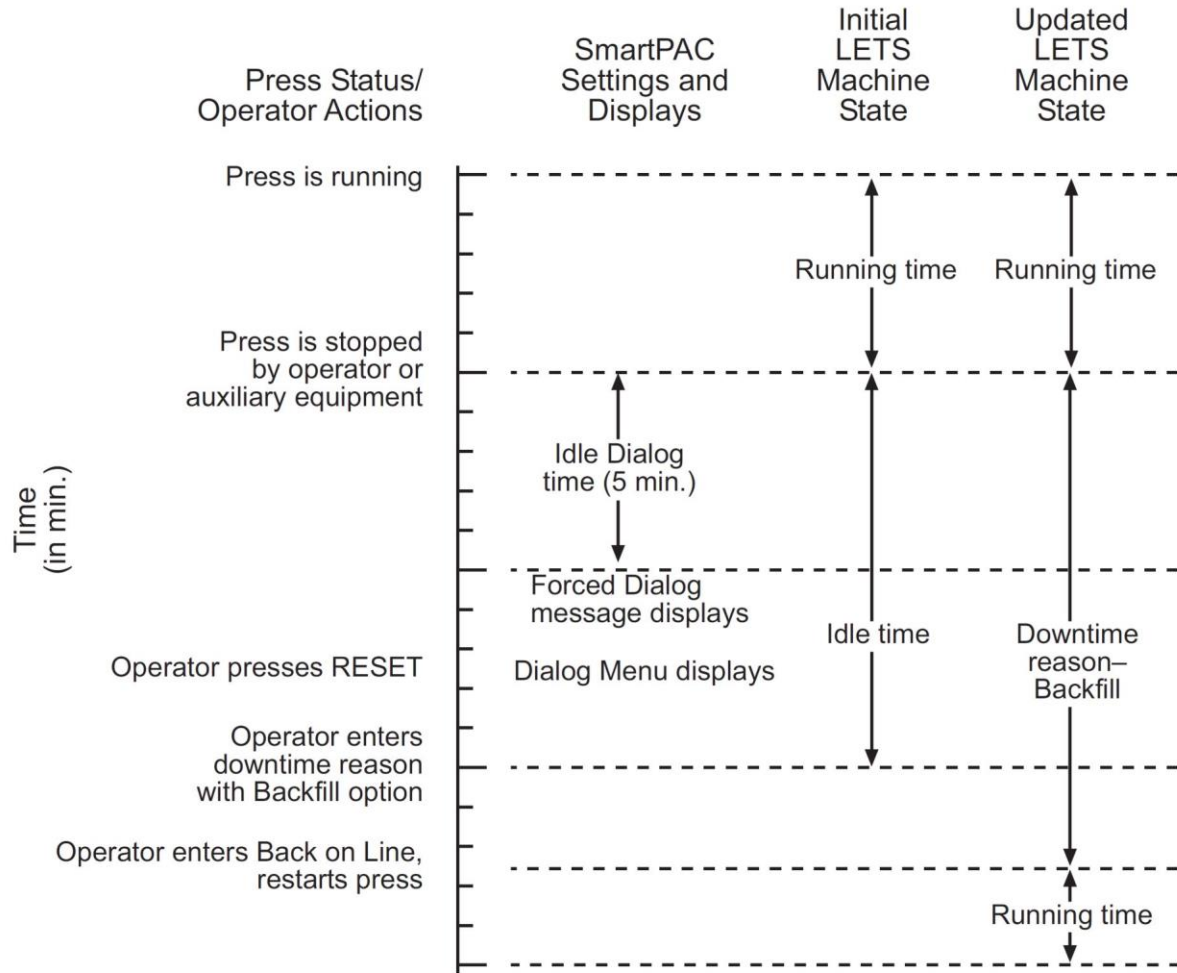 Press Status/
Operator Actions
SmartPAC
Settings and
Displays
Initial
LETS
Machine
State
Updated
LETS
Machine
State
Time
(in min.)
Press is running
Running time
Running time
Press is stopped
by operator or
auxiliary equipment
Idle Dialog
time (5 min.)
Forced Dialog
message displays
Idle time
Downtime
reason–
Backfill
Operator presses RESET
Dialog Menu displays
Operator enters
downtime reason
with Backfill option
Operator enters Back on Line,
restarts press
Running time